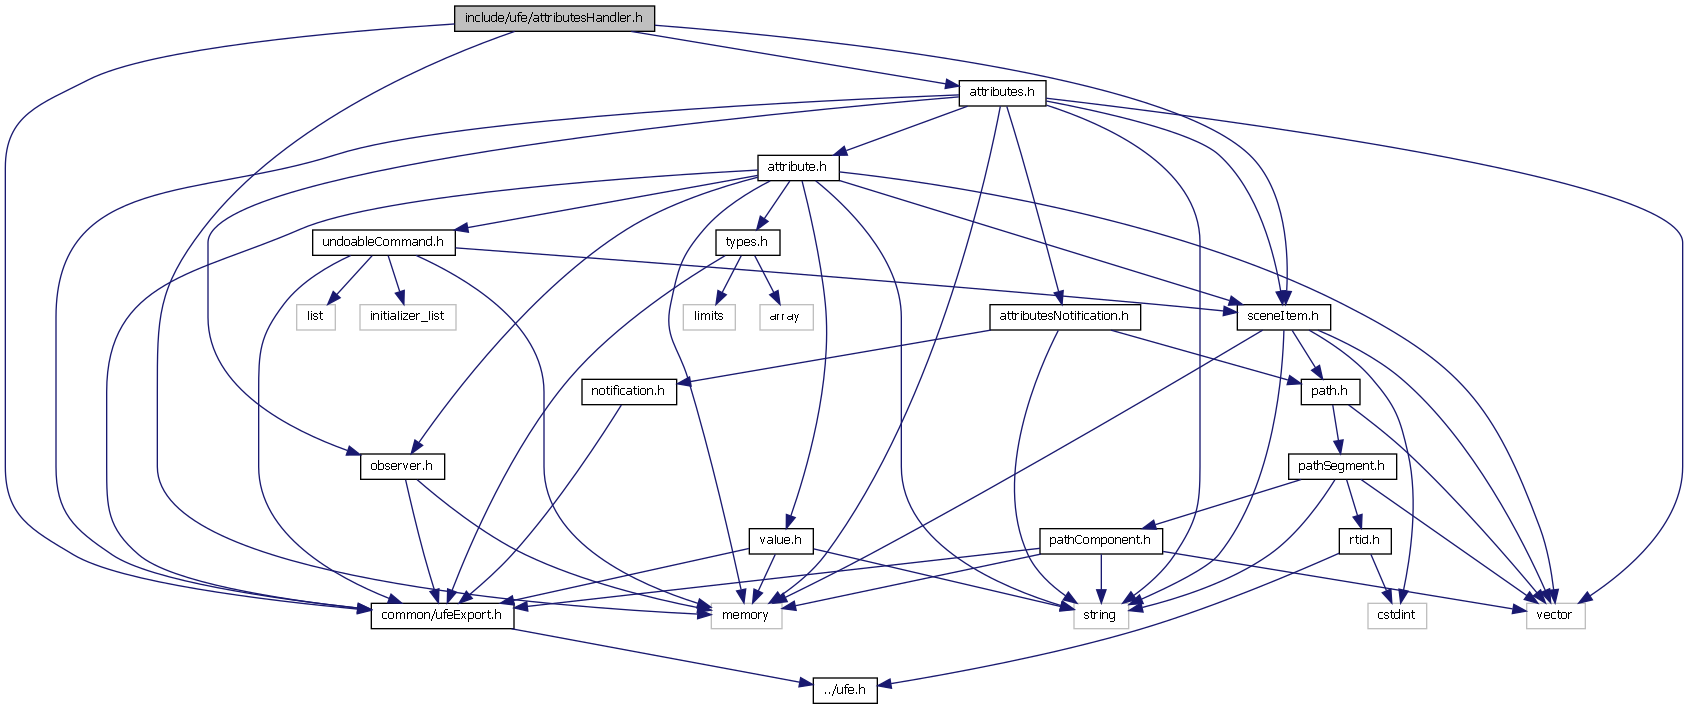 include/ufe/attributesHandler.h
attributes.h
attribute.h
undoableCommand.h
types.h
list
initializer_list
limits
array
attributesNotification.h
sceneItem.h
notification.h
path.h
observer.h
pathSegment.h
value.h
pathComponent.h
rtid.h
common/ufeExport.h
memory
string
cstdint
vector
../ufe.h